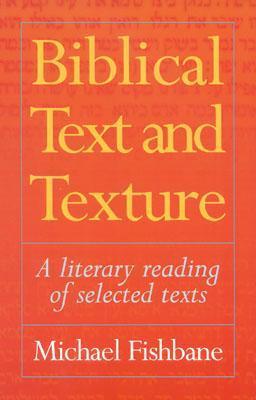 Biblical
Text and
Texture
A literary reading
of selected texts
Michael Fishbane